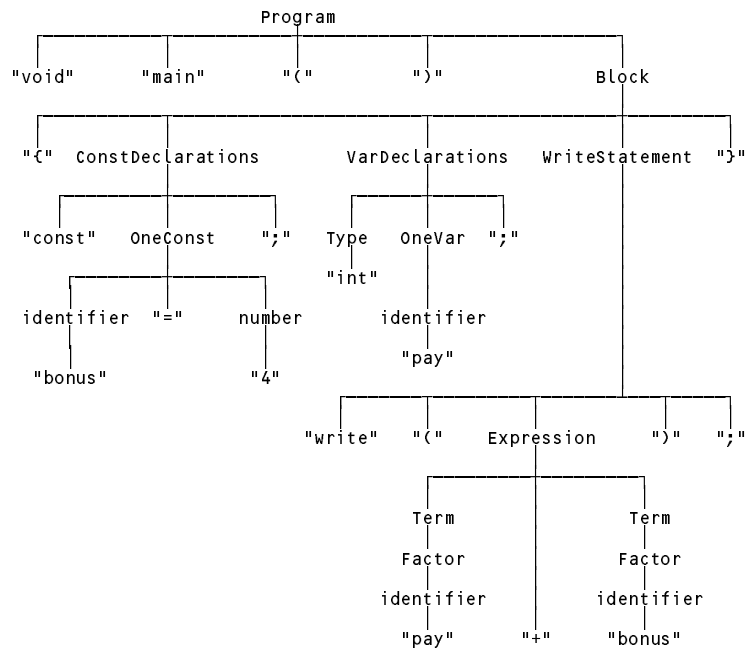 Program
"void" "main" "(" ")" Block
"{" ConstDeclarations VarDeclarations WriteStatement "}"
"const" OneConst ";" Type OneVar ";"
"int"
identifier "=" number identifier
"pay"
"bonus" "4"
"write" "(" Expression ")" ";"
Term Term
Factor Factor
identifier identifier
"pay" "+" "bonus"